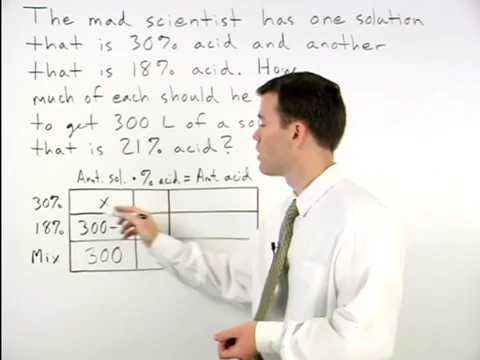 The mad scientist has one solution
that is 30% acid and another
that is 18% acid. How
much of each should he
to get 300 L of a so
that is 21% acid?
Amt. sol. • % acid = Amt. acid
30% x
18% 300-
Mix 300